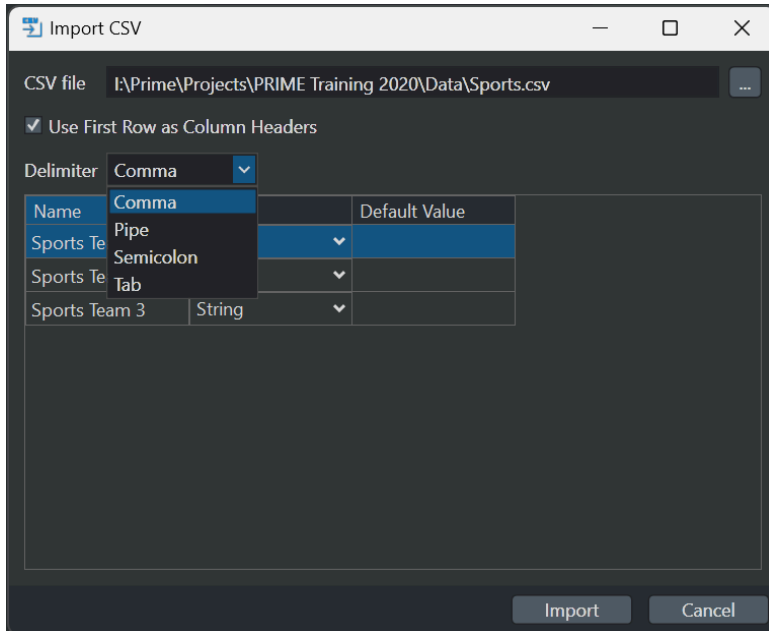 Import CSV
CSV file I:\Prime\Projects\PRIME Training 2020\Data\Sports.csv ...
Use First Row as Column Headers
Delimiter Comma
Comma
Pipe
Semicolon
Tab
Name Default Value
Sports Te
Sports Te
Sports Team 3 String
Import Cancel